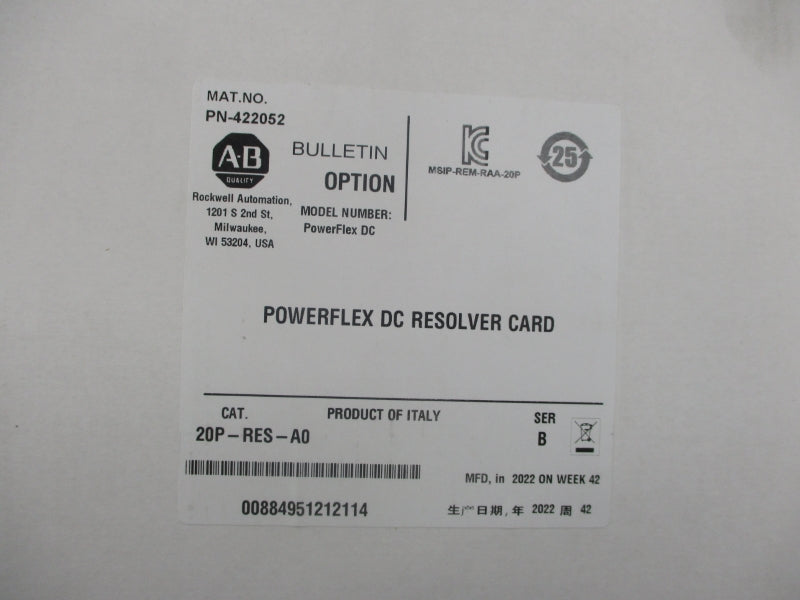 MAT.NO.
PN-422052
A-B
QUALITY
Rockwell Automation,
1201 S 2nd St,
Milwaukee,
WI 53204, USA
BULLETIN
OPTION
MODEL NUMBER:
PowerFlex DC
MSIP-REM-RAA-20P
25
POWERFLEX DC RESOLVER CARD
CAT.
20P-RES-A0
PRODUCT OF ITALY
SER
B
00884951212114
MFD, in 2022 ON WEEK 42
生 日期, 年 2022 周 42